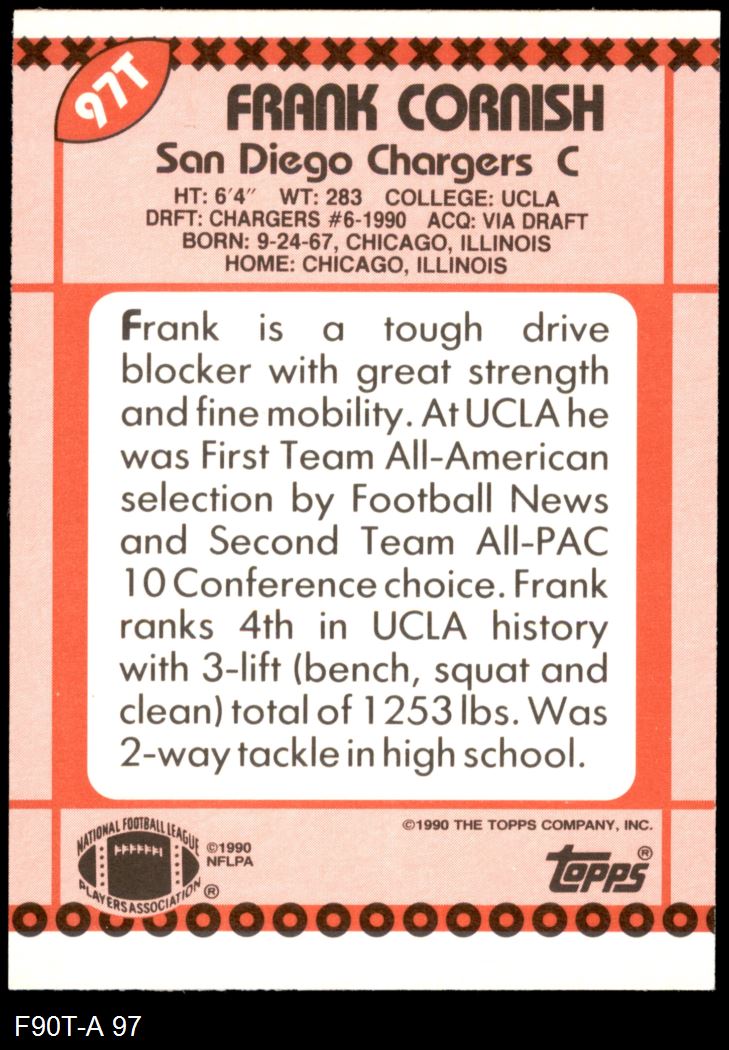 97T
FRANK CORNISH
San Diego Chargers C
HT: 6'4" WT: 283 COLLEGE: UCLA
DRFT: CHARGERS #6-1990 ACQ: VIA DRAFT
BORN: 9-24-67, CHICAGO, ILLINOIS
HOME: CHICAGO, ILLINOIS
Frank is a tough drive
blocker with great strength
and fine mobility. At UCLA he
was First Team All-American
selection by Football News
and Second Team All-PAC
10 Conference choice. Frank
ranks 4th in UCLA history
with 3-lift (bench, squat and
clean) total of 1253 lbs. Was
2-way tackle in high school.
©1990 THE TOPPS COMPANY, INC.
NATIONAL FOOTBALL LEAGUE
PLAYERS ASSOCIATION ®
©1990
NFLPA
topps®
F90T-A 97